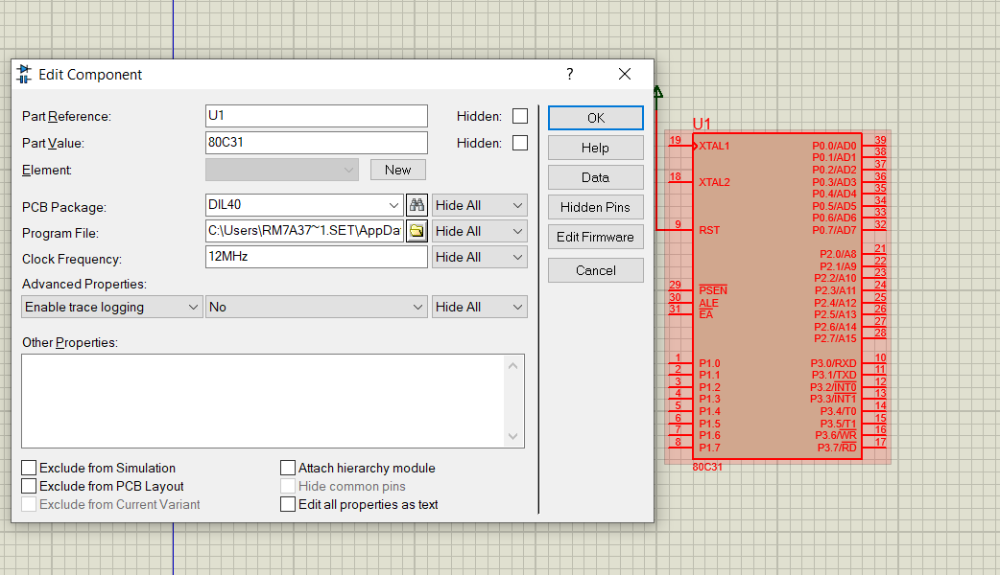 Edit Component
?
Part Reference: U1 Hidden:
Part Value: 80C31 Hidden:
Element: New
PCB Package: DIL40 Hide All
Program File: C:\Users\RM7A37~1.SET\AppDa Hide All
Clock Frequency: 12MHz Hide All
Advanced Properties:
Enable trace logging No Hide All
Other Properties:
Exclude from Simulation Attach hierarchy module
Exclude from PCB Layout Hide common pins
Exclude from Current Variant Edit all properties as text
OK
Help
Data
Hidden Pins
Edit Firmware
Cancel
U1
19 XTAL1
18 XTAL2
9 RST
29 PSEN
30 ALE
31 EA
1 P1.0
2 P1.1
3 P1.2
4 P1.3
5 P1.4
6 P1.5
7 P1.6
8 P1.7
P0.0/AD0 39
P0.1/AD1 38
P0.2/AD2 37
P0.3/AD3 36
P0.4/AD4 35
P0.5/AD5 34
P0.6/AD6 33
P0.7/AD7 32
P2.0/A8 21
P2.1/A9 22
P2.2/A10 23
P2.3/A11 24
P2.4/A12 25
P2.5/A13 26
P2.6/A14 27
P2.7/A15 28
P3.0/RXD 10
P3.1/TXD 11
P3.2/INT0 12
P3.3/INT1 13
P3.4/T0 14
P3.5/T1 15
P3.6/WR 16
P3.7/RD 17
80C31